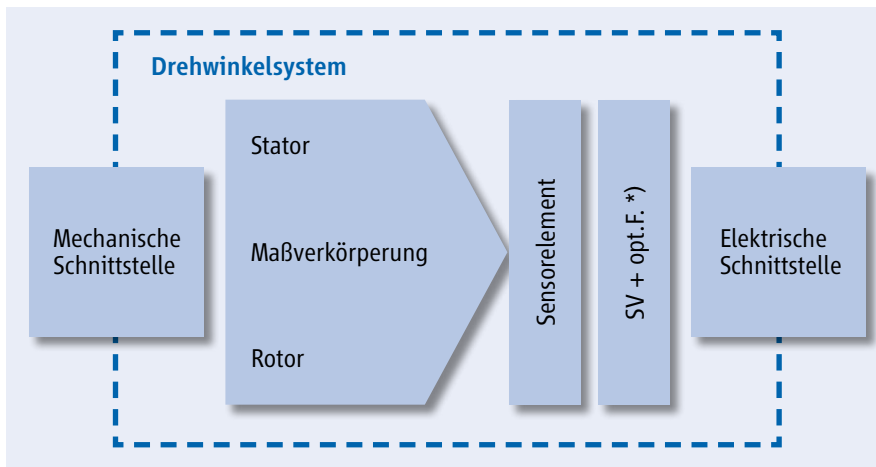 Drehwinkelsystem
Mechanische
Schnittstelle
Stator
Maßverkörperung
Rotor
Sensorelement
SV + opt.F. *)
Elektrische
Schnittstelle